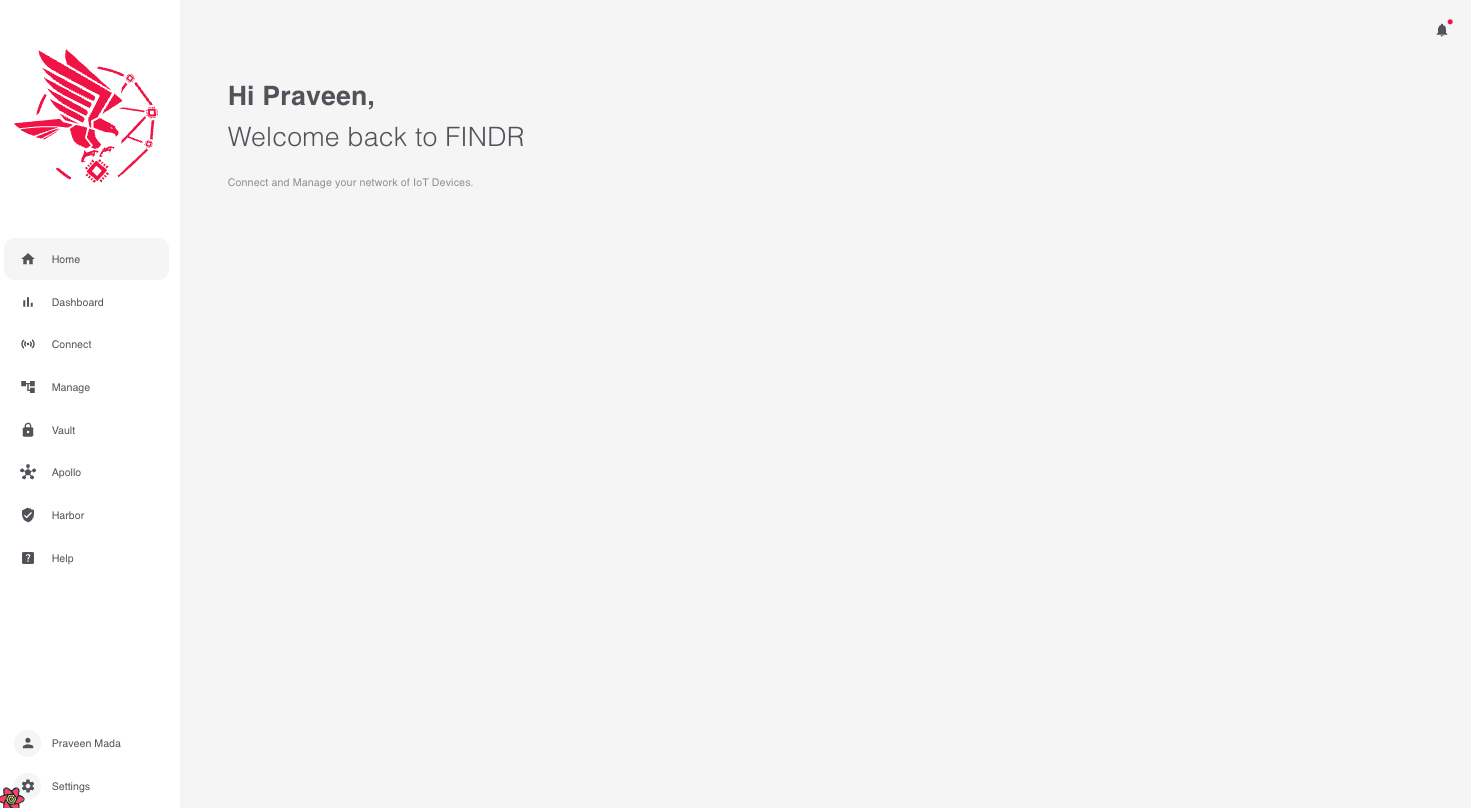 Hi Praveen,
Welcome back to FINDR
Connect and Manage your network of IoT Devices.
Home
Dashboard
Connect
Manage
Vault
Apollo
Harbor
Help
Praveen Mada
Settings